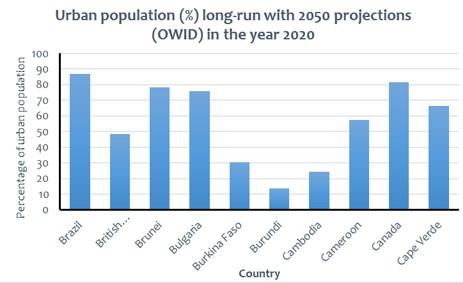 Urban population (%) long-run with 2050 projections
(OWID) in the year 2020
Percentage of urban population
100
90
80
70
60
50
40
30
20
10
0
Brazil
British...
Brunei
Bulgaria
Burkina Faso
Burundi
Cambodia
Cameroon
Canada
Cape Verde
Country